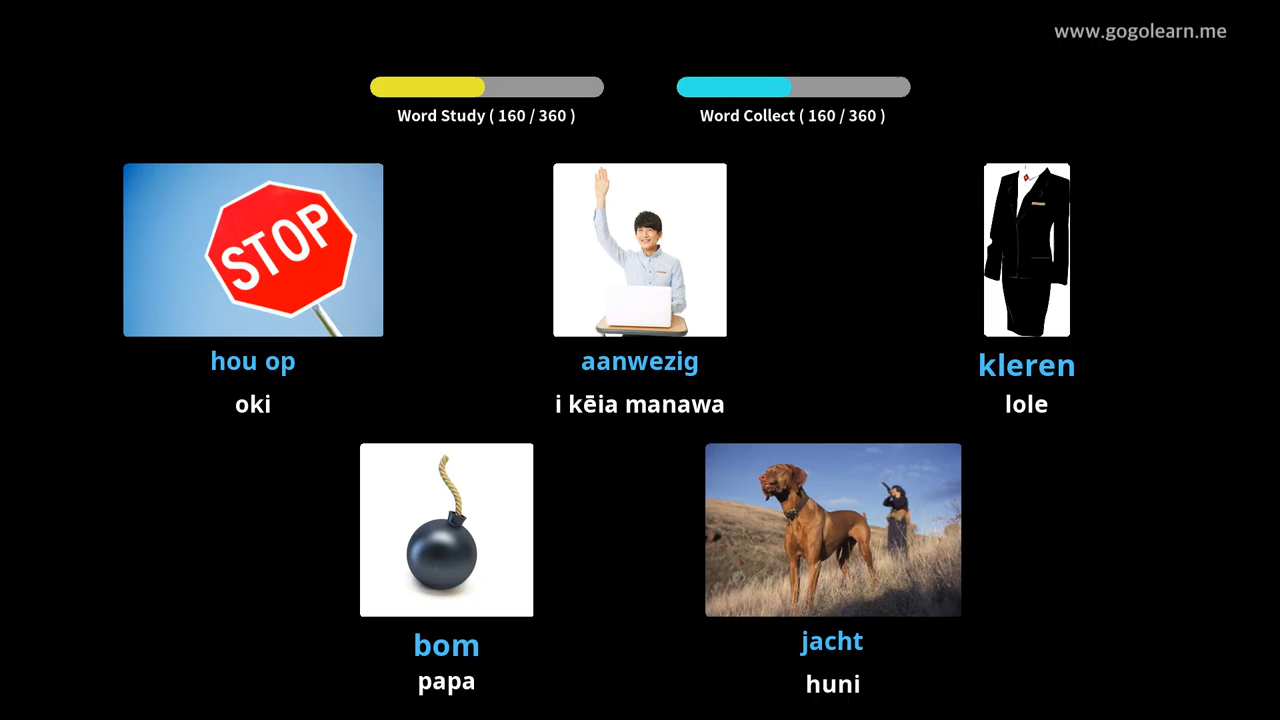 www.gogolearn.me
Word Study ( 160 / 360 )
Word Collect ( 160 / 360 )
STOP
hou op
aanwezig
kleren
oki
i kēia manawa
lole
bom
jacht
papa
huni